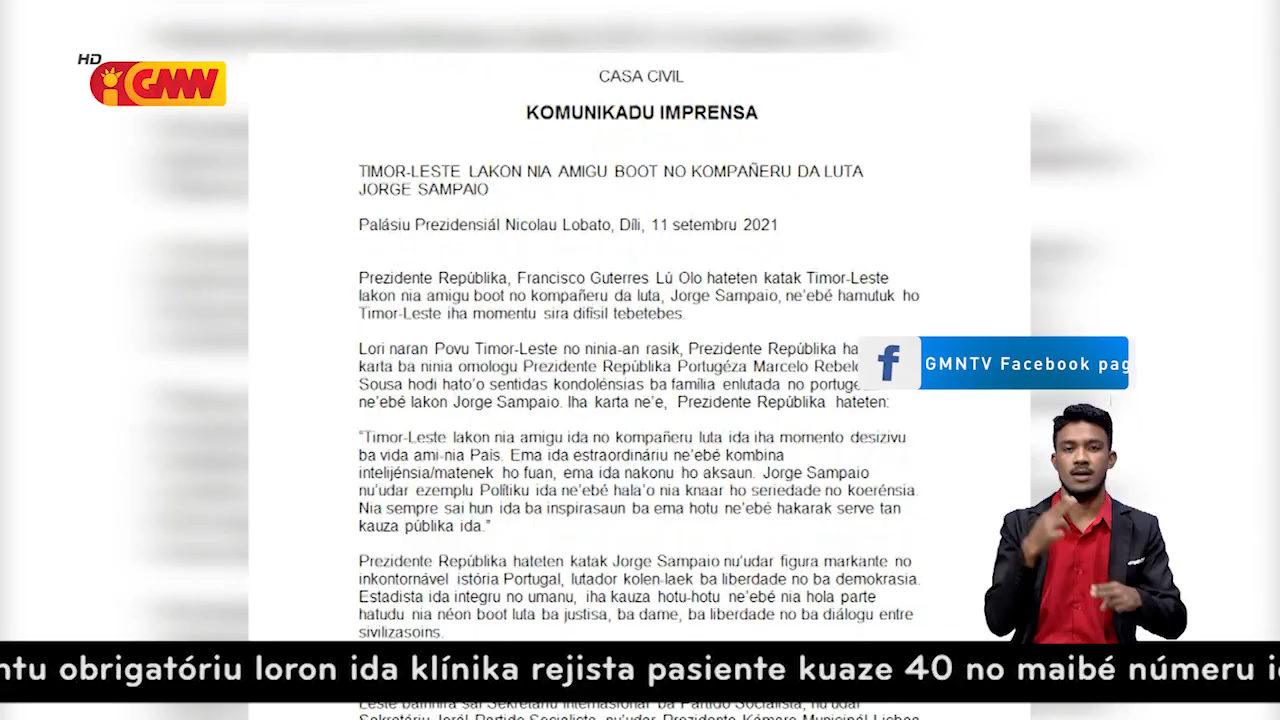 HD
GMN
CASA CIVIL
KOMUNIKADU IMPRENSA
TIMOR-LESTE LAKON NIA AMIGU BOOT NO KOMPAÑERU DA LUTA
JORGE SAMPAIO
Palásiu Prezidensiál Nicolau Lobato, Díli, 11 setembru 2021
Prezidente Repúblika, Francisco Guterres Lú Olo hateten katak Timor-Leste
lakon nia amigu boot no kompañeru da luta, Jorge Sampaio, ne'ebé hamutuk ho
Timor-Leste iha momentu sira difísil tebetebes.
Lori naran Povu Timor-Leste no ninia-an rasik, Prezidente Repúblika
karta ba ninia omologu Prezidente Repúblika Portugéza Marcelo
Sousa hodi hato'o sentidas kondolénsias ba família enlutada no
ne'ebé lakon Jorge Sampaio. Iha karta ne'e, Prezidente Repúblika hateten:
GMNTV Facebook
"Timor-Leste lakon nia amigu ida no kompañeru luta ida iha momento desizivu
ba vida ami-nia País. Ema ida estraordináriu ne'ebé kombina
intelijénsia/matenek ho fuan, ema ida nakonu ho aksaun. Jorge Sampaio
nu'udar ezemplu Polítiku ida ne'ebé hala'o nia knaar ho seriedade no koerénsia.
Nia sempre sai hun ida ba inspirasaun ba ema hotu ne'ebé hakarak serve tan
kauza públika ida."
Prezidente Repúblika hateten katak Jorge Sampaio nu'udar figura markante no
inkontornável istória Portugal, lutador kolen-laek ba liberdade no ba demokrasia.
Estadista ida integru no umanu, iha kauza hotu-hotu ne'ebé nia hola parte
hatudu nia néon boot luta ba justisa, ba dame, ba liberdade no ba diálogu entre
sivilizasoins.
obrigatóriu loron ida klínika rejista pasiente kuaze 40 no maibé númeru